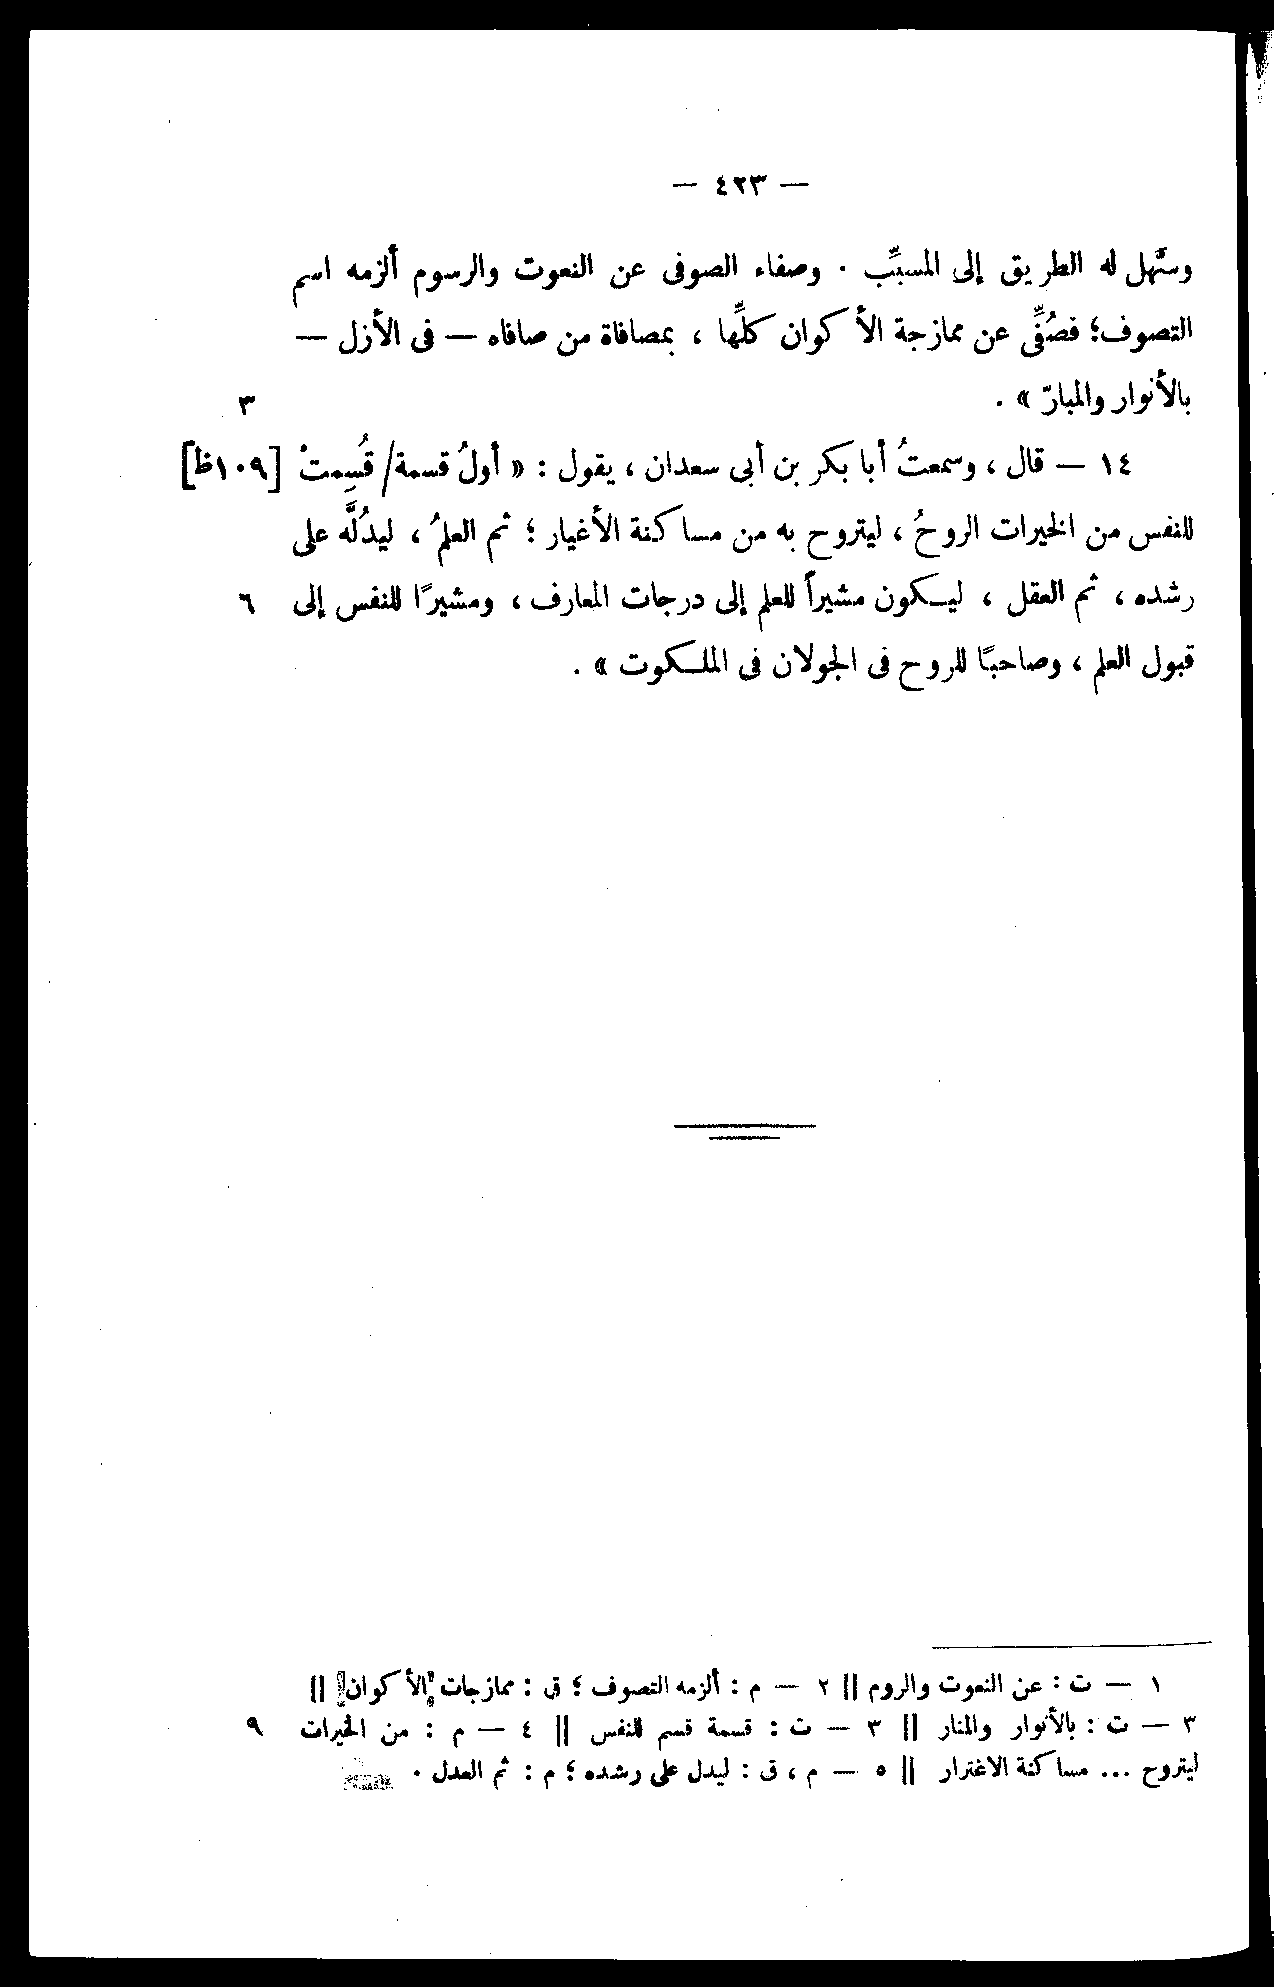 — ٤٢٣ —
وسَّهل له الطريق إلى المسبِّب . وصفاء الصوفى عن النعوت والرسوم ألزمه اسم
التصوف؛ فصُفِّى عن ممازجة الأكوان كلِّها ، بمصافاة من صافاه — فى الأزل —
بالأنوار والمبارّ » . ٣
١٤ — قال ، وسمعتُ أبا بكر بن أبى سعدان ، يقول : « أولُ قسمة/ قُسِمتْ [١٠٩ظ]
للنفس من الخيرات الروحُ ، ليتروح به من مساكنة الأغيار ؛ ثم العلمُ ، ليدُلَّه على
رشده ، ثم العقل ، ليكون مشيراً للعلم إلى درجات المعارف ، ومشيرًا للنفس إلى ٦
قبول العلم ، وصاحبًا للروح فى الجولان فى الملكوت » .
١ — ت : عن النعوت والروم || ٢ — م : ألزمه التصوف ؛ ق : ممازجات الأكوان ||
٣ — ت : بالأنوار والمنار || ٣ — ت : قسمة قسم للنفس || ٤ — م : من الخيرات ٩
ليتروح ... مساكنة الاغترار || ٥ — م ، ق : ليدل على رشده ؛ م : ثم العدل .